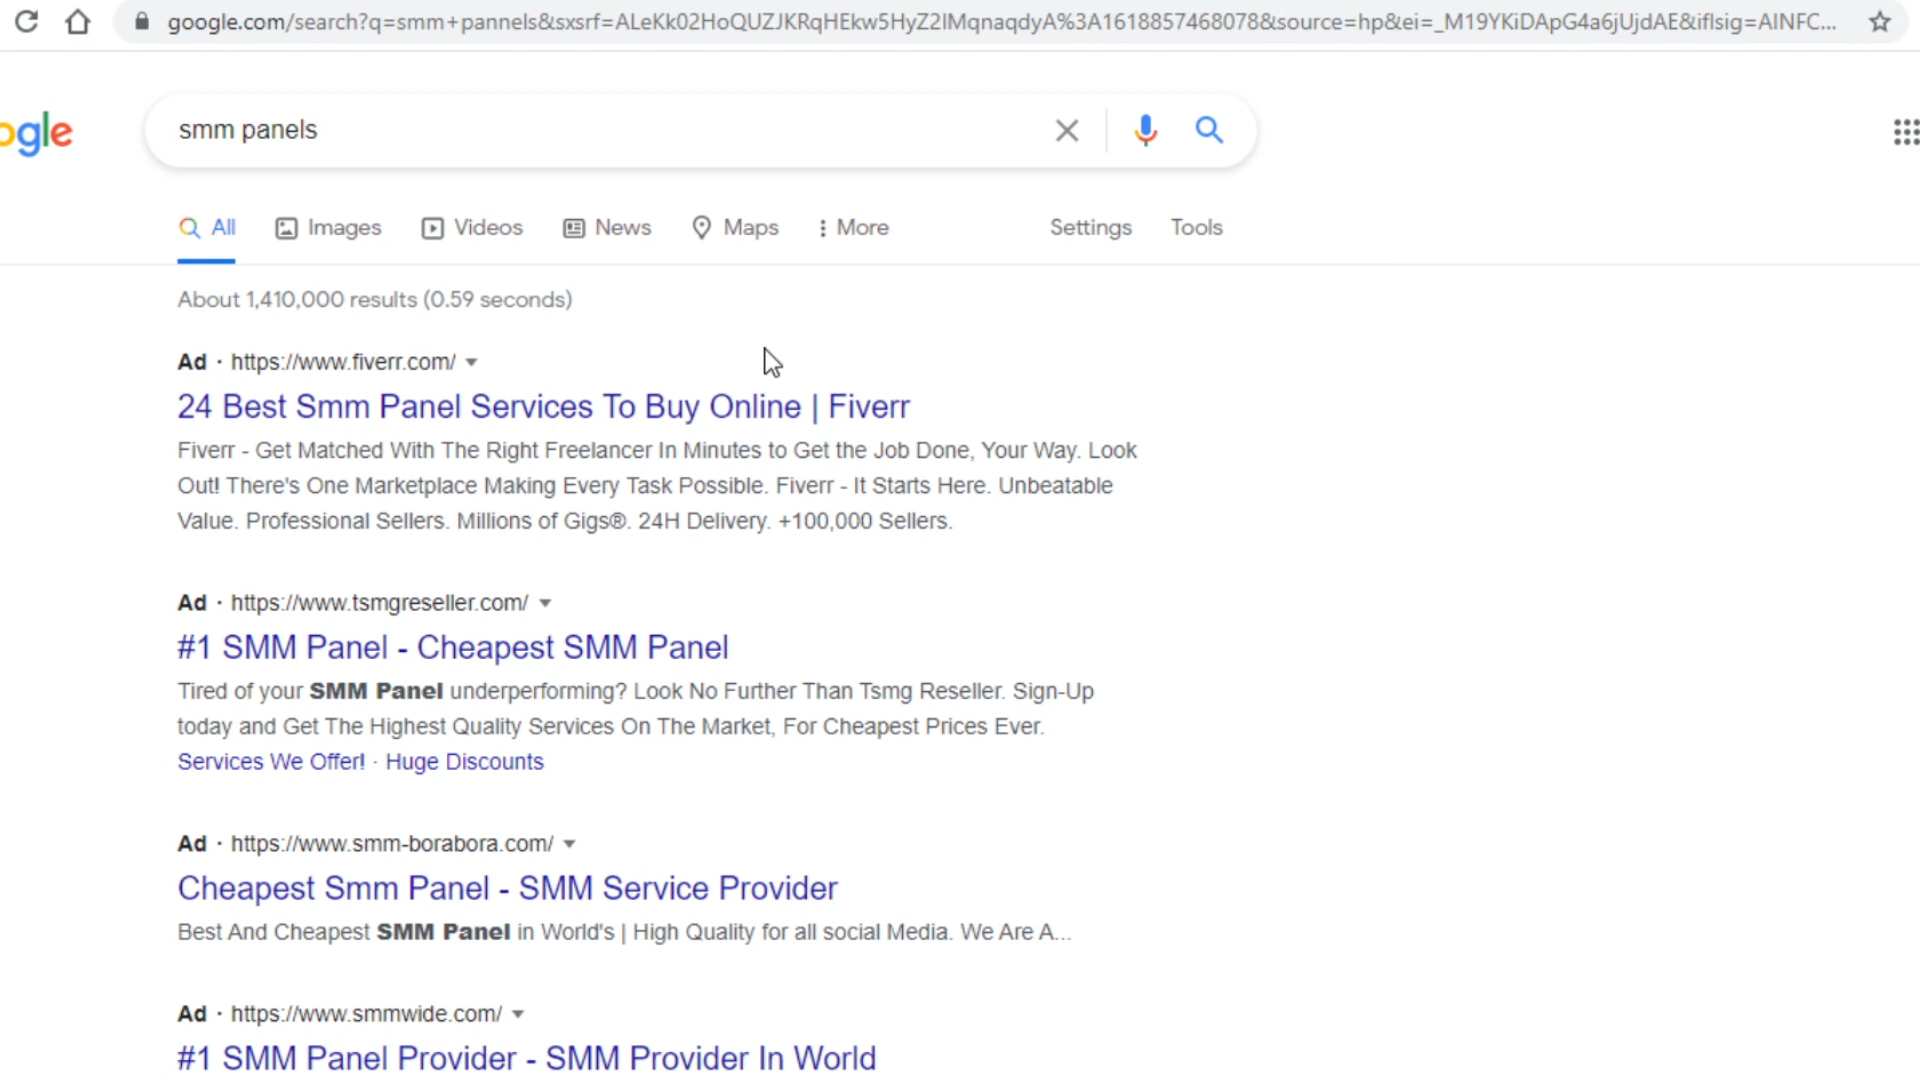 google.com/search?q=smm+pannels&sxsrf=ALeKk02HoQUZJKRqHEkw5HyZ2IMqnaqdyA%3A1618857468078&source=hp&ei=_M19YKiDApG4a6jUjdAE&iflsig=AINFC...
ogle
smm panels
All Images Videos News Maps More Settings Tools
About 1,410,000 results (0.59 seconds)
Ad · https://www.fiverr.com/
24 Best Smm Panel Services To Buy Online | Fiverr
Fiverr - Get Matched With The Right Freelancer In Minutes to Get the Job Done, Your Way. Look
Out! There's One Marketplace Making Every Task Possible. Fiverr - It Starts Here. Unbeatable
Value. Professional Sellers. Millions of Gigs®. 24H Delivery. +100,000 Sellers.
Ad · https://www.tsmgreseller.com/
#1 SMM Panel - Cheapest SMM Panel
Tired of your SMM Panel underperforming? Look No Further Than Tsmg Reseller. Sign-Up
today and Get The Highest Quality Services On The Market, For Cheapest Prices Ever.
Services We Offer! · Huge Discounts
Ad · https://www.smm-borabora.com/
Cheapest Smm Panel - SMM Service Provider
Best And Cheapest SMM Panel in World's | High Quality for all social Media. We Are A...
Ad · https://www.smmwide.com/
#1 SMM Panel Provider - SMM Provider In World